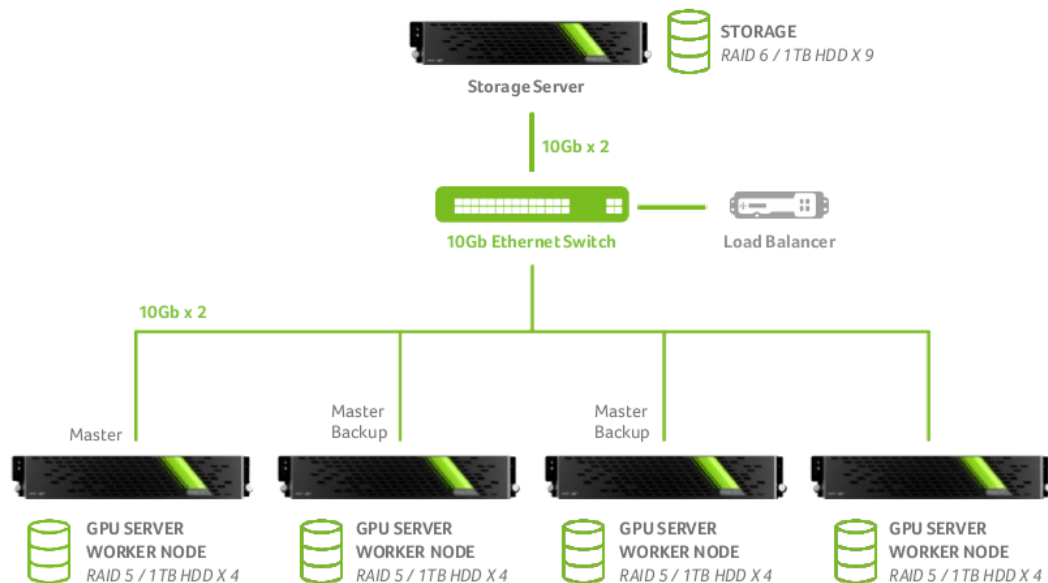 STORAGE
RAID 6 / 1TB HDD X 9
Storage Server
10Gb x 2
10Gb Ethernet Switch
Load Balancer
10Gb x 2
Master
Master
Backup
Master
Backup
GPU SERVER
WORKER NODE
RAID 5 / 1TB HDD X 4
GPU SERVER
WORKER NODE
RAID 5 / 1TB HDD X 4
GPU SERVER
WORKER NODE
RAID 5 / 1TB HDD X 4
GPU SERVER
WORKER NODE
RAID 5 / 1TB HDD X 4